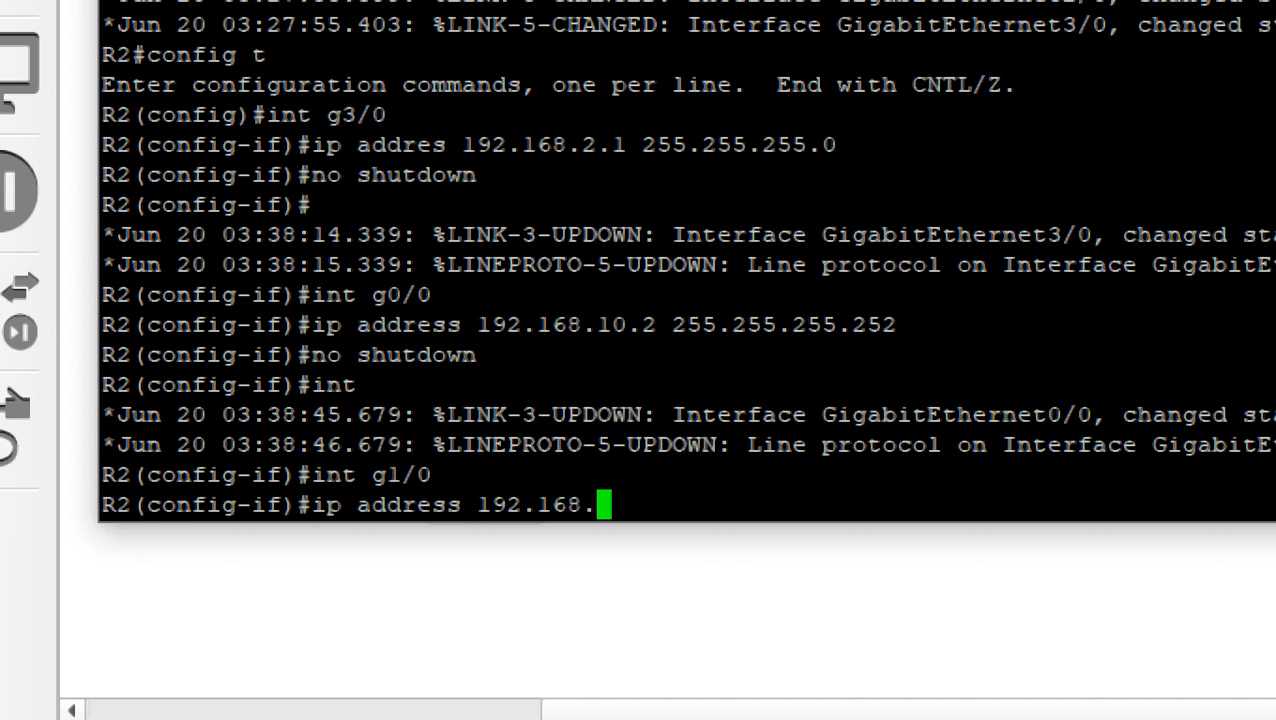 *Jun 20 03:27:55.403: %LINK-5-CHANGED: Interface GigabitEthernet3/0, changed
R2#config t
Enter configuration commands, one per line.  End with CNTL/Z.
R2(config)#int g3/0
R2(config-if)#ip addres 192.168.2.1 255.255.255.0
R2(config-if)#no shutdown
R2(config-if)#
*Jun 20 03:38:14.339: %LINK-3-UPDOWN: Interface GigabitEthernet3/0, changed
*Jun 20 03:38:15.339: %LINEPROTO-5-UPDOWN: Line protocol on Interface
R2(config-if)#int g0/0
R2(config-if)#ip address 192.168.10.2 255.255.255.252
R2(config-if)#no shutdown
R2(config-if)#int
*Jun 20 03:38:45.679: %LINK-3-UPDOWN: Interface GigabitEthernet0/0, changed
*Jun 20 03:38:46.679: %LINEPROTO-5-UPDOWN: Line protocol on Interface
R2(config-if)#int g1/0
R2(config-if)#ip address 192.168.